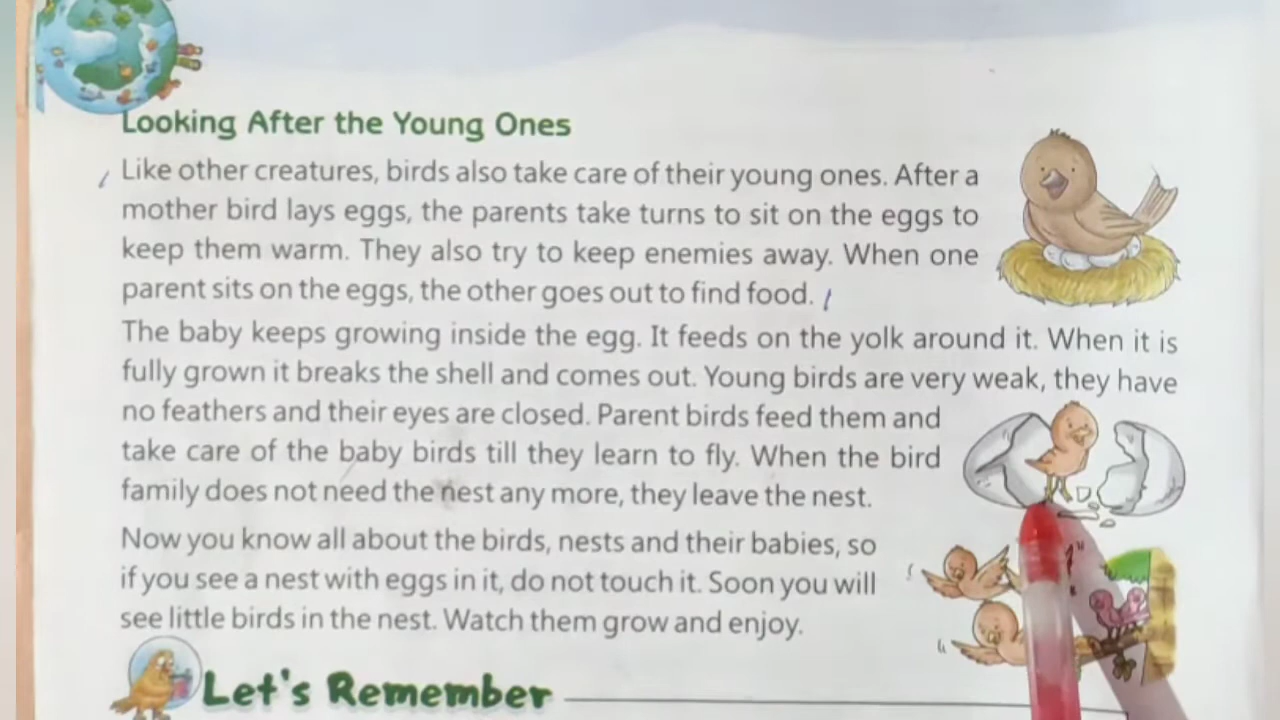 Looking After the Young Ones
Like other creatures, birds also take care of their young ones. After a
mother bird lays eggs, the parents take turns to sit on the eggs to
keep them warm. They also try to keep enemies away. When one
parent sits on the eggs, the other goes out to find food.
The baby keeps growing inside the egg. It feeds on the yolk around it. When it is
fully grown it breaks the shell and comes out. Young birds are very weak, they have
no feathers and their eyes are closed. Parent birds feed them and
take care of the baby birds till they learn to fly. When the bird
family does not need the nest any more, they leave the nest.
Now you know all about the birds, nests and their babies, so
if you see a nest with eggs in it, do not touch it. Soon you will
see little birds in the nest. Watch them grow and enjoy.
Let's Remember